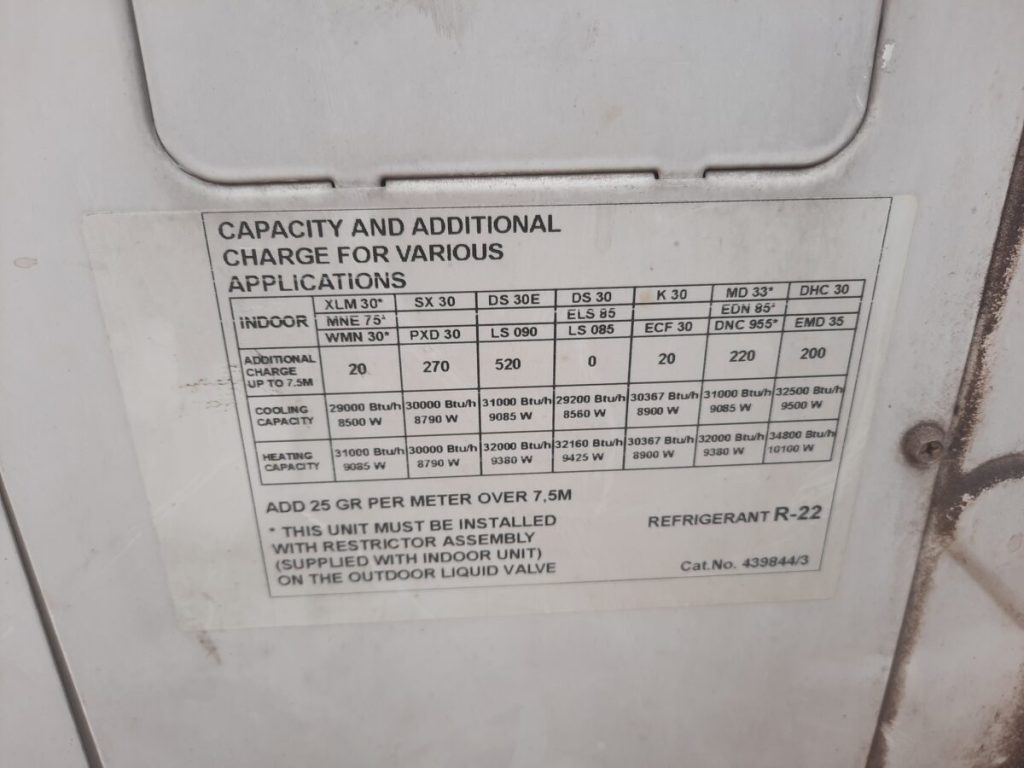 CAPACITY AND ADDITIONAL
CHARGE FOR VARIOUS
APPLICATIONS
INDOOR
XLM 30* SX 30 DS 30E DS 30 K 30 MD 33* DHC 30
MNE 75* ELS 85 EDN 85*
WMN 30* PXD 30 LS 090 LS 085 ECF 30 DNC 955* EMD 35
ADDITIONAL
CHARGE
UP TO 7.5M
20 270 520 0 20 220 200
COOLING
CAPACITY
29000 Btu/h 30000 Btu/h 31000 Btu/h 29200 Btu/h 30367 Btu/h 31000 Btu/h 32500 Btu/h
8500 W 8790 W 9085 W 8560 W 8900 W 9085 W 9500 W
HEATING
CAPACITY
31000 Btu/h 30000 Btu/h 32000 Btu/h 32160 Btu/h 30367 Btu/h 32000 Btu/h 34800 Btu/h
9085 W 8790 W 9380 W 9425 W 8900 W 9380 W 10100 W
ADD 25 GR PER METER OVER 7,5M
* THIS UNIT MUST BE INSTALLED
WITH RESTRICTOR ASSEMBLY
(SUPPLIED WITH INDOOR UNIT)
ON THE OUTDOOR LIQUID VALVE
REFRIGERANT R-22
Cat.No. 439844/3